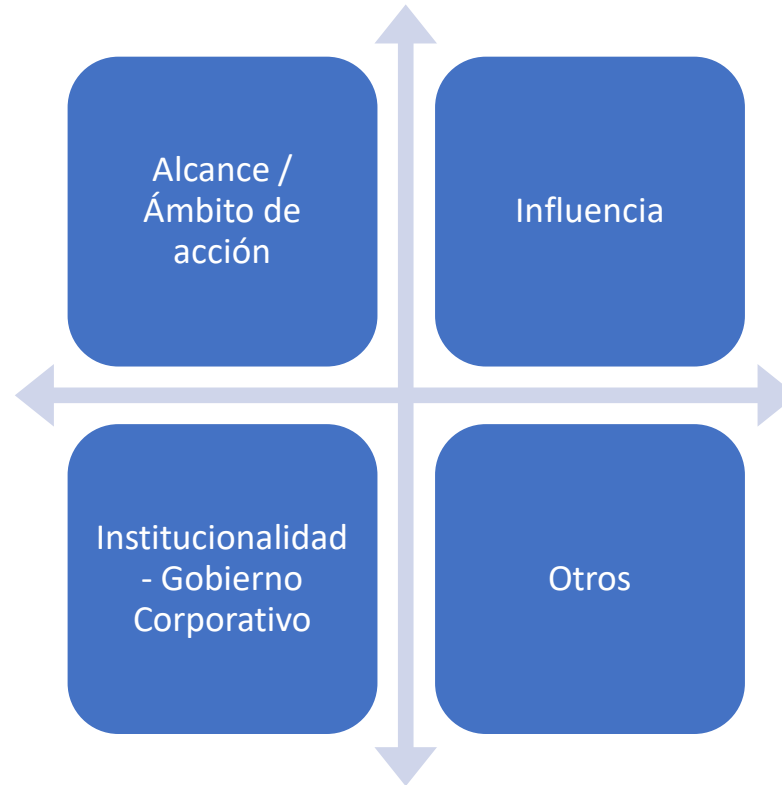 Alcance /
Ámbito de
acción
Influencia
Institucionalidad
- Gobierno
Corporativo
Otros